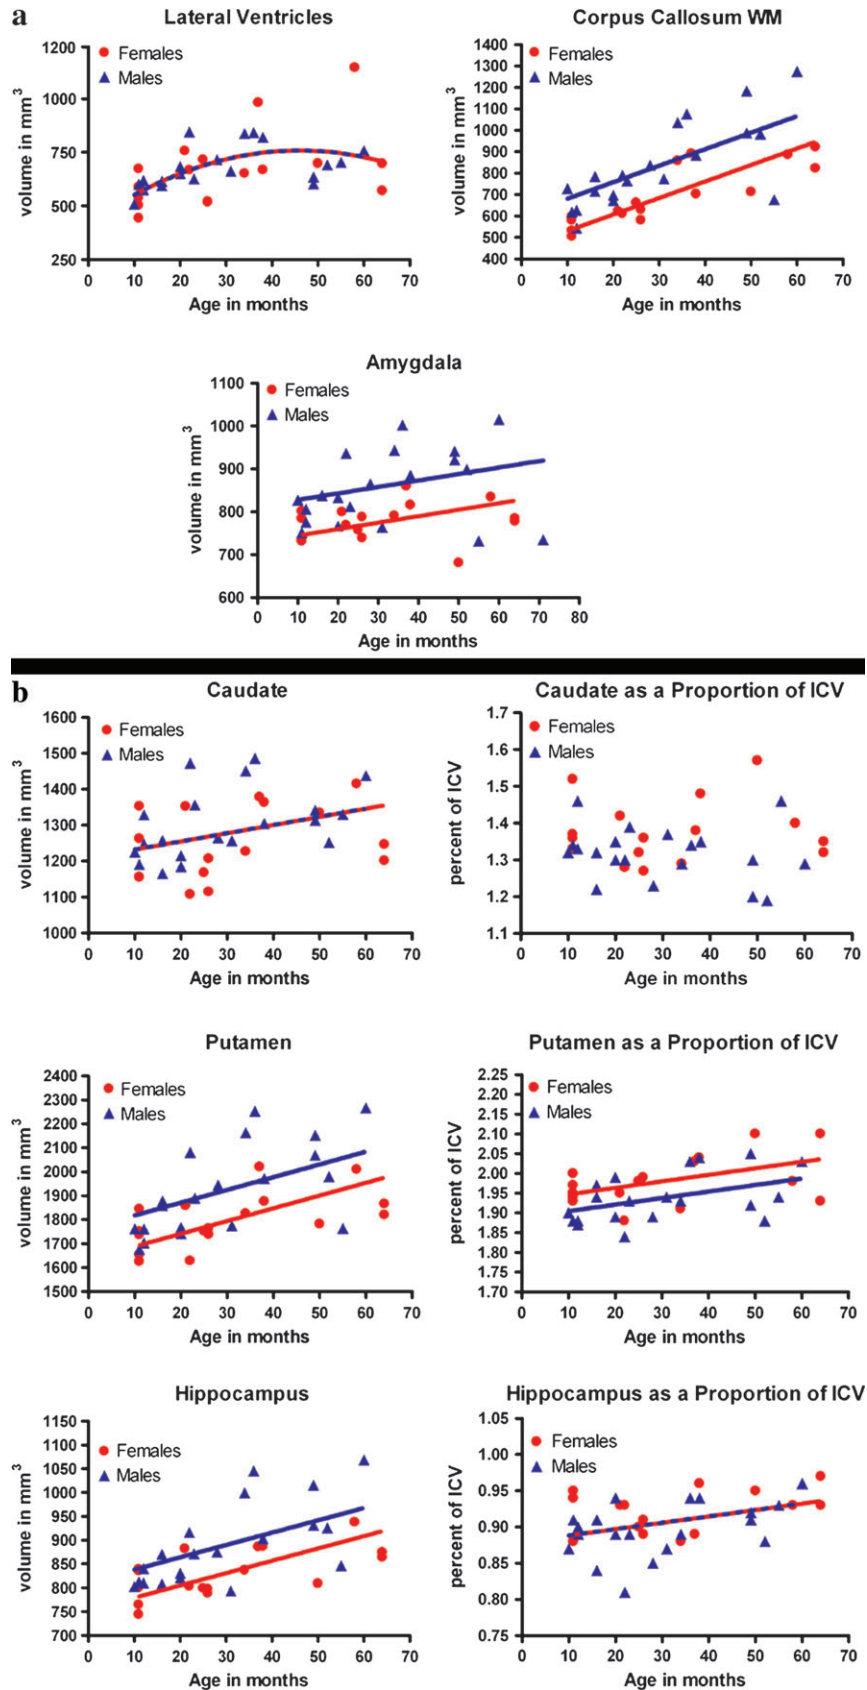 a
Lateral Ventricles
Females
Males
1200
1000
750
500
250
volume in mm³
0 10 20 30 40 50 60 70
Age in months
Corpus Callosum WM
Females
Males
1400
1300
1200
1100
1000
900
800
700
600
500
400
volume in mm³
0 10 20 30 40 50 60 70
Age in months
Amygdala
Females
Males
1100
1000
900
800
700
600
volume in mm³
0 10 20 30 40 50 60 70 80
Age in months
b
Caudate
Females
Males
1600
1500
1400
1300
1200
1100
1000
volume in mm³
0 10 20 30 40 50 60 70
Age in months
Caudate as a Proportion of ICV
Females
Males
1.7
1.6
1.5
1.4
1.3
1.2
1.1
percent of ICV
0 10 20 30 40 50 60 70
Age in months
Putamen
Females
Males
2400
2300
2200
2100
2000
1900
1800
1700
1600
1500
volume in mm³
0 10 20 30 40 50 60 70
Age in months
Putamen as a Proportion of ICV
Females
Males
2.25
2.20
2.15
2.10
2.05
2.00
1.95
1.90
1.85
1.80
1.75
1.70
percent of ICV
0 10 20 30 40 50 60 70
Age in months
Hippocampus
Females
Males
1150
1100
1050
1000
950
900
850
800
750
700
volume in mm³
0 10 20 30 40 50 60 70
Age in months
Hippocampus as a Proportion of ICV
Females
Males
1.05
1.00
0.95
0.90
0.85
0.80
0.75
percent of ICV
0 10 20 30 40 50 60 70
Age in months